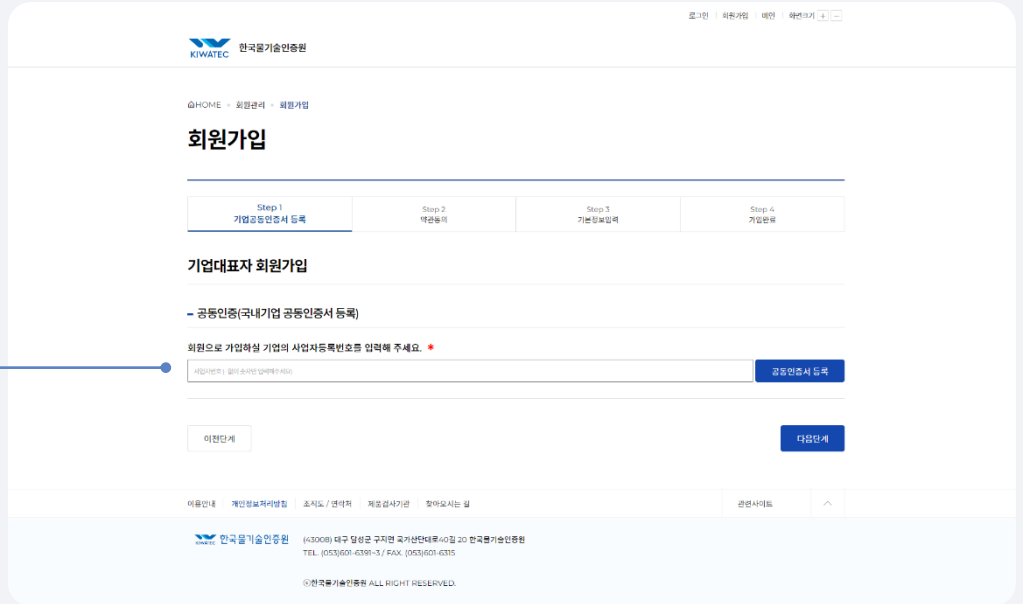 로그인 회원가입 메인 화면크기 + −
KIWATEC 한국물기술인증원
HOME 회원관리 회원가입
회원가입
Step 1
기업공동인증서 등록
Step 2
약관동의
Step 3
기본정보입력
Step 4
가입완료
기업대표자 회원가입
공동인증(국내기업 공동인증서 등록)
회원으로 가입하실 기업의 사업자등록번호를 입력해 주세요. *
공동인증서 등록
이전단계
다음단계
이용안내 개인정보처리방침 조직도 / 연락처 제품검사기관 찾아오시는 길 관련사이트
KIWATEC 한국물기술인증원
(43008) 대구 달성군 구지면 국가산단대로40길 20 한국물기술인증원
TEL. (053)601-6391~3 / FAX. (053)601-6315
ⓒ한국물기술인증원 ALL RIGHT RESERVED.